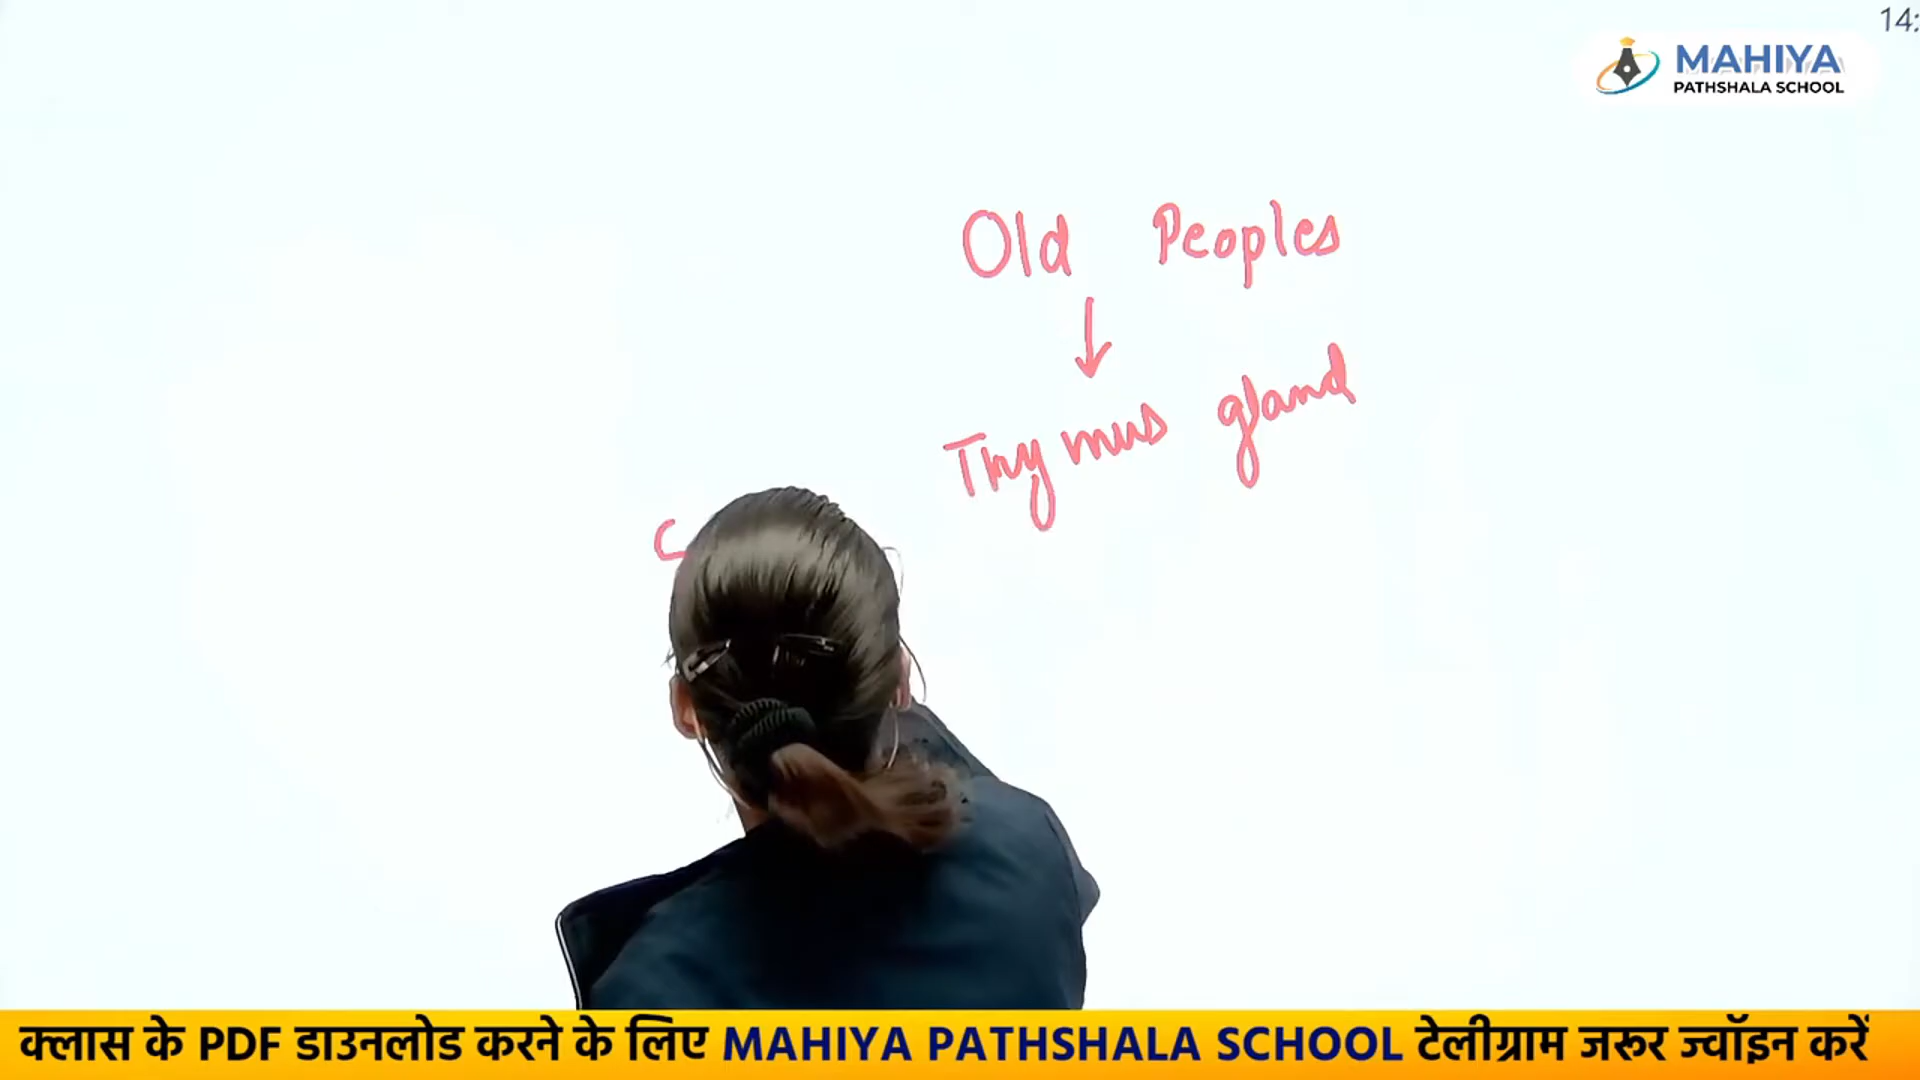 14:
MAHIYA
PATHSHALA SCHOOL
Old Peoples
Thymus gland
क्लास के PDF डाउनलोड करने के लिए MAHIYA PATHSHALA SCHOOL टेलीग्राम जरूर ज्वॉइन करें